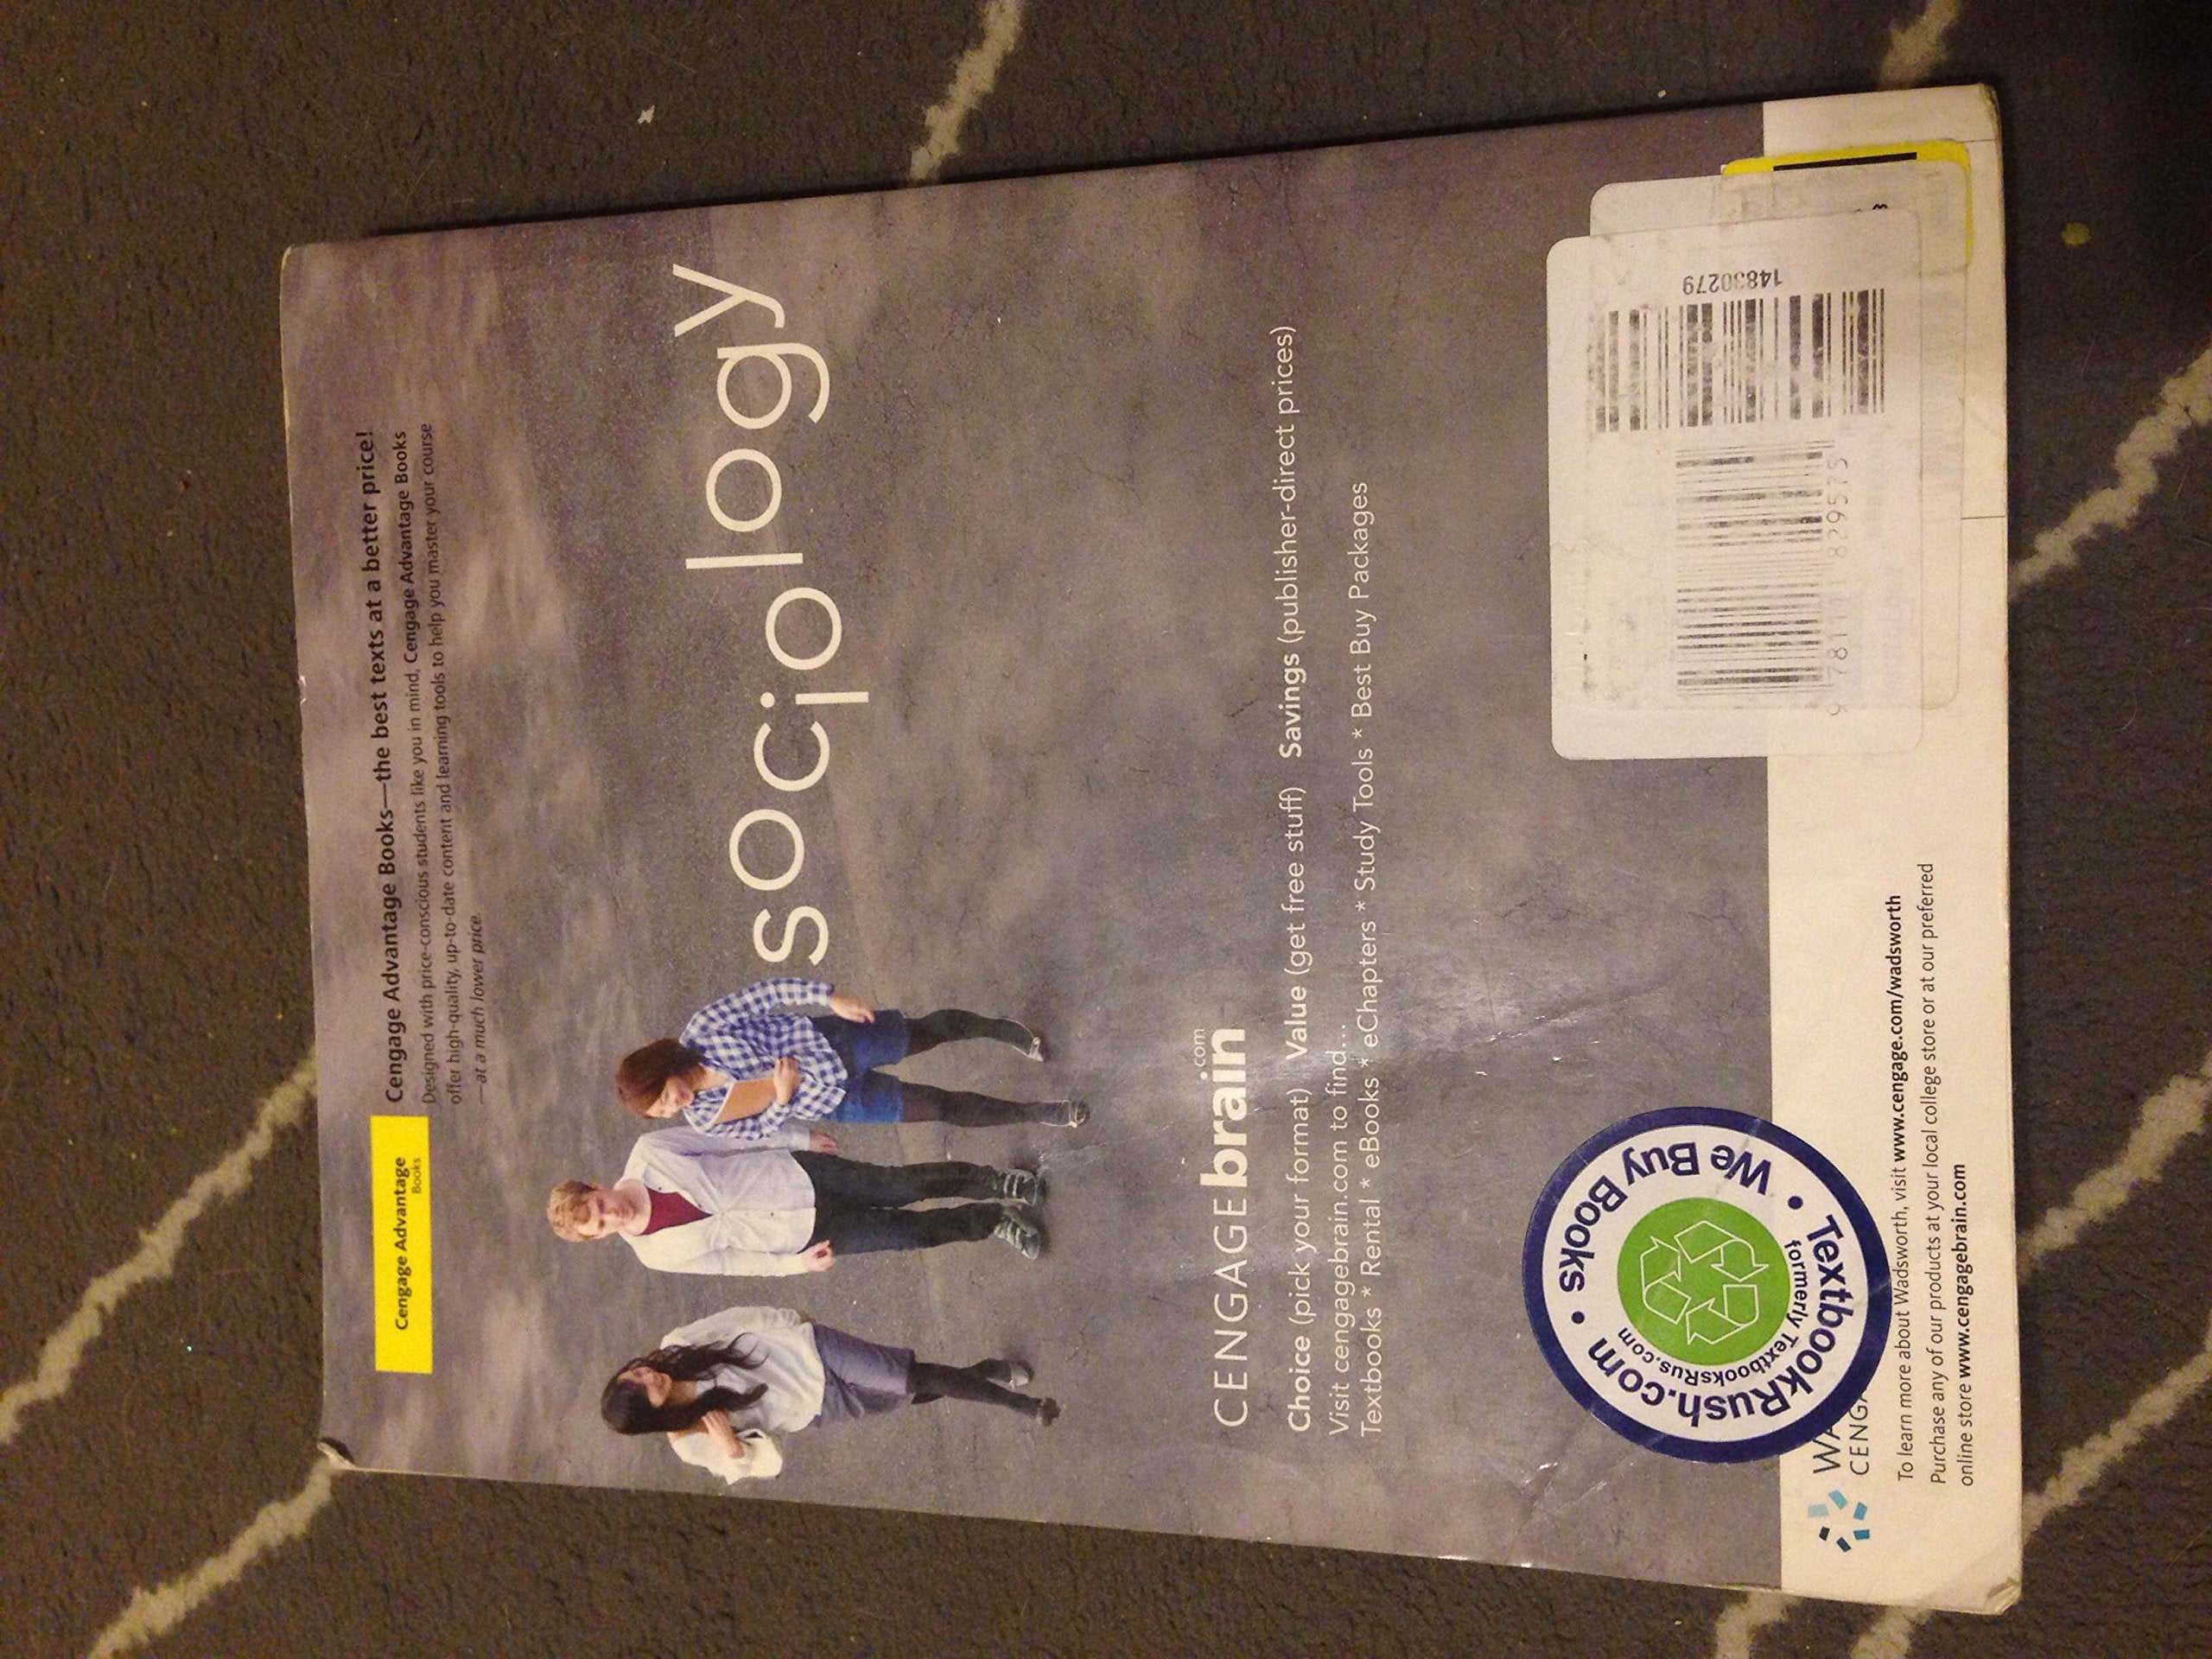 Cengage Advantage
Books
Cengage Advantage Books—the best texts at a better price!
Designed with price-conscious students like you in mind, Cengage Advantage Books
offer high-quality, up-to-date content and learning tools to help you master your course
—at a much lower price.
sociology
CENGAGEbrain.com
Choice (pick your format) Value (get free stuff) Savings (publisher-direct prices)
Visit cengagebrain.com to find...
Textbooks * Rental * eBooks * eChapters * Study Tools * Best Buy Packages
TextbookRush.com • We Buy Books •
formerly TextbooksRus.com
14830279
829575
CENGA
To learn more about Wadsworth, visit www.cengage.com/wadsworth
Purchase any of our products at your local college store or at our preferred
online store www.cengagebrain.com